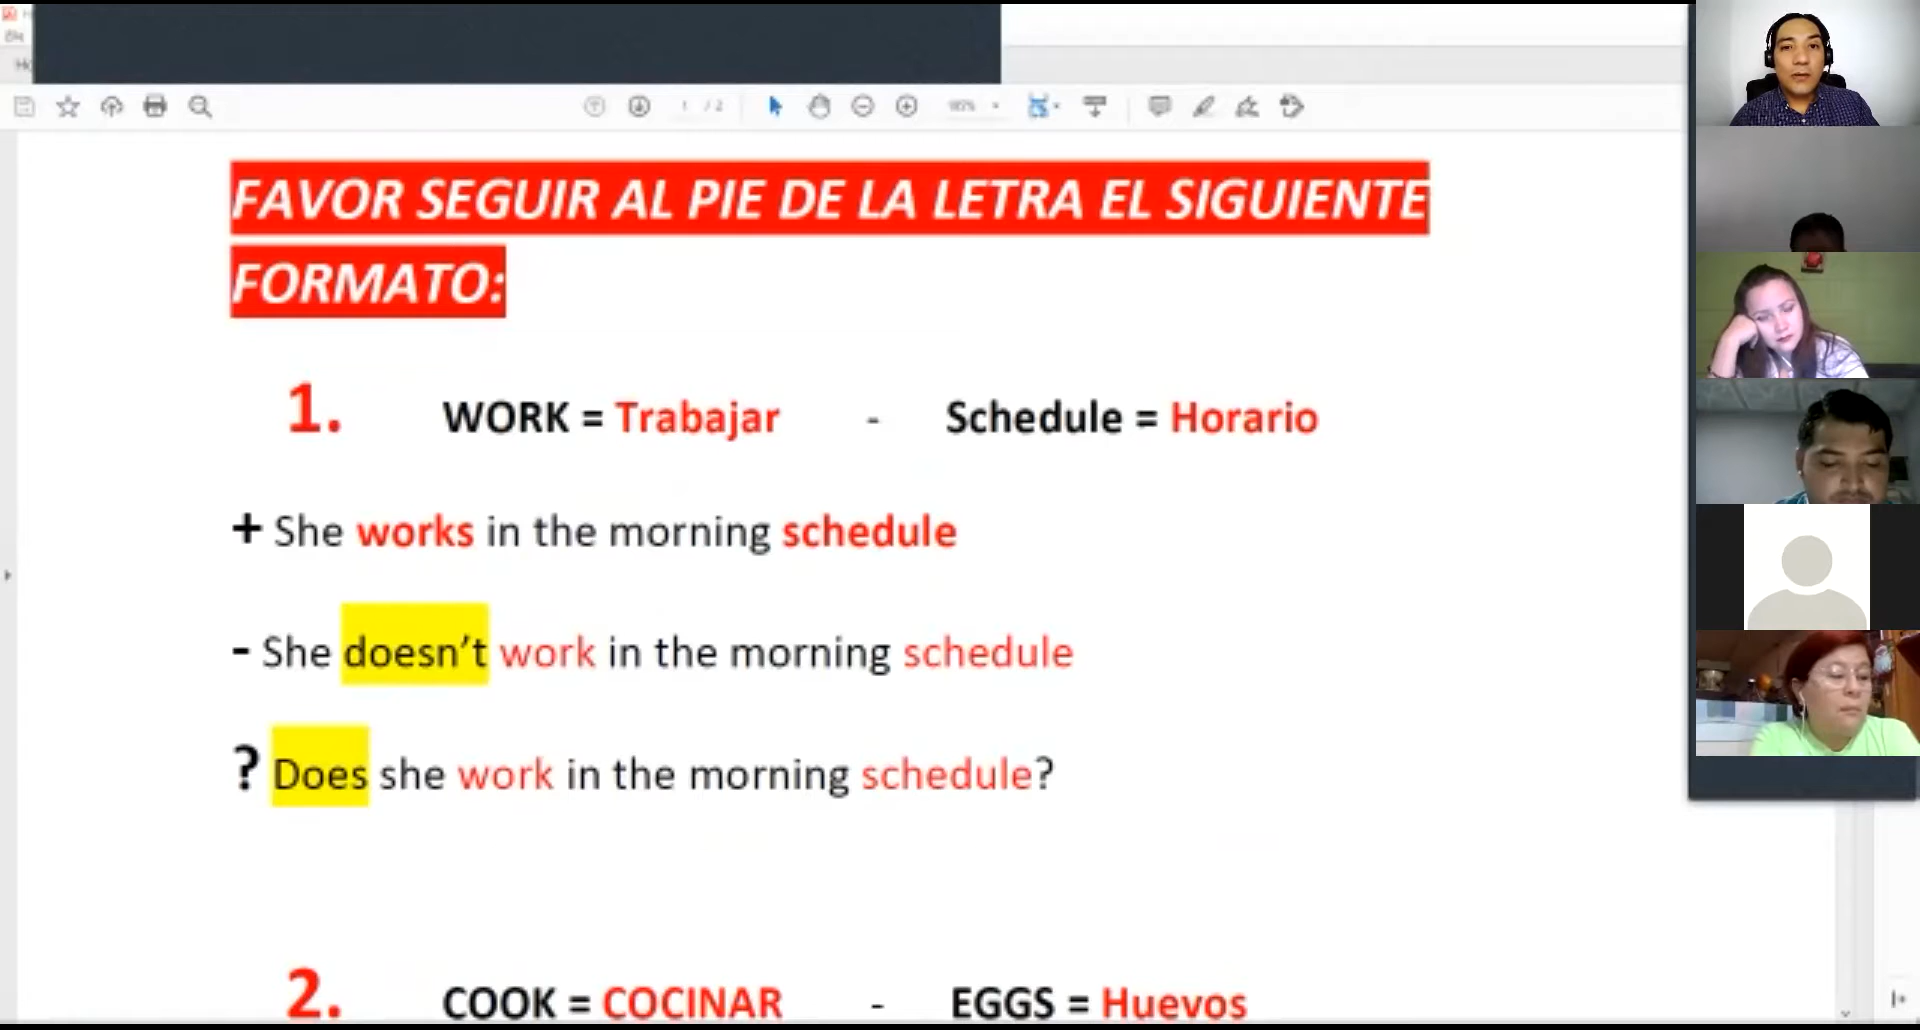 1 / 2
FAVOR SEGUIR AL PIE DE LA LETRA EL SIGUIENTE
FORMATO:
1. WORK = Trabajar - Schedule = Horario
+ She works in the morning schedule
- She doesn't work in the morning schedule
? Does she work in the morning schedule?
2. COOK = COCINAR - EGGS = Huevos